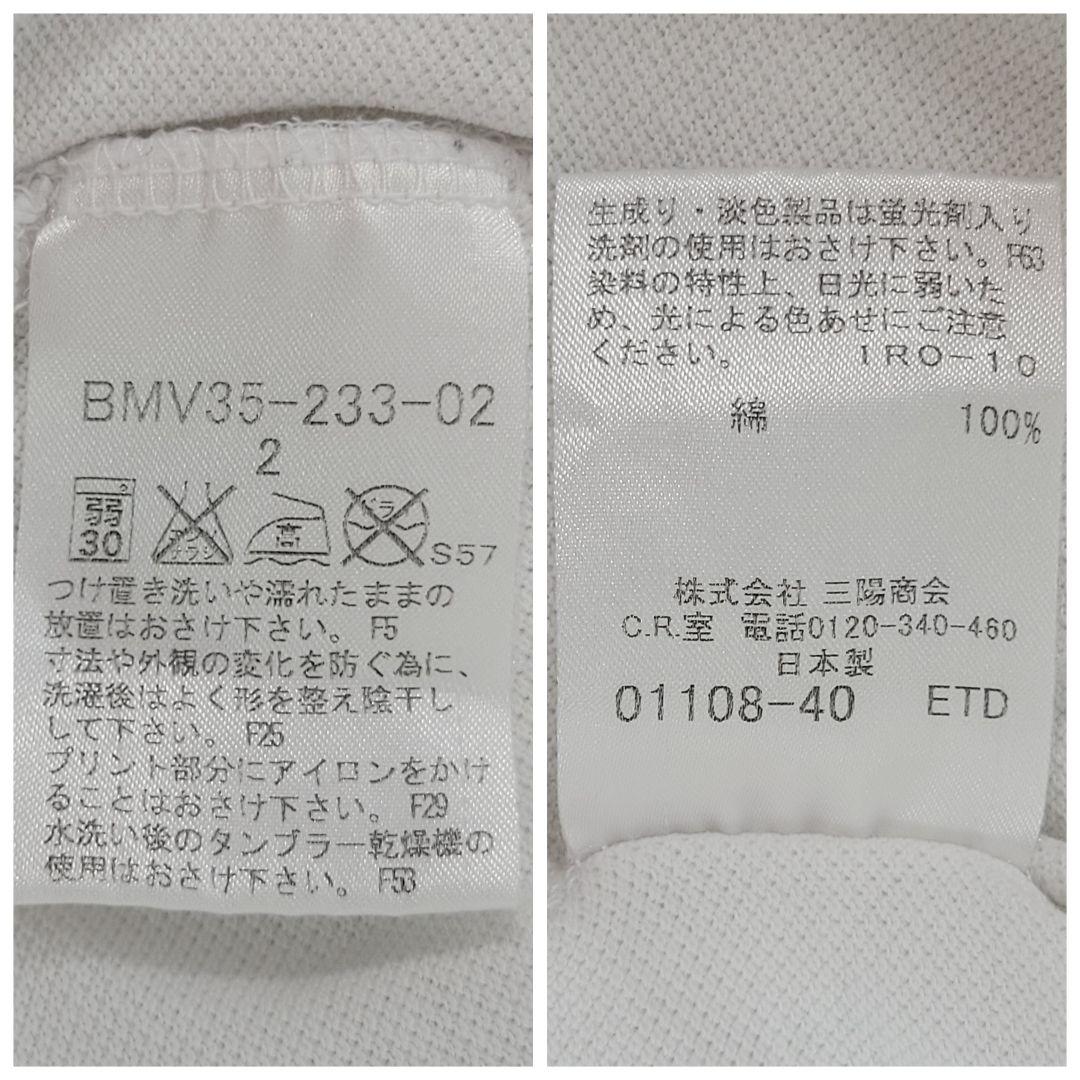 BMV35-233-02
2
弱
30
エンソ
サラシ
高
ドライ
S57
つけ置き洗いや濡れたままの
放置はおさけ下さい。 F5
寸法や外観の変化を防ぐ為に、
洗濯後はよく形を整え陰干し
して下さい。 F25
プリント部分にアイロンをかけ
ることはおさけ下さい。 F29
水洗い後のタンブラー乾燥機の
使用はおさけ下さい。 F53
生成り・淡色製品は蛍光剤入り
洗剤の使用はおさけ下さい。 F63
染料の特性上、日光に弱いた
め、光による色あせにご注意
ください。 IRO-10
綿 100%
株式会社 三陽商会
C.R.室 電話0120-340-460
日本製
01108-40 ETD